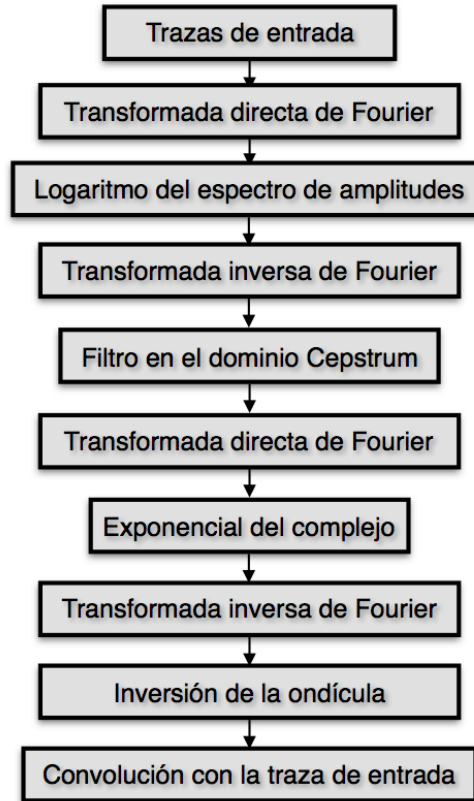 Trazas de entrada
Transformada directa de Fourier
Logaritmo del espectro de amplitudes
Transformada inversa de Fourier
Filtro en el dominio Cepstrum
Transformada directa de Fourier
Exponencial del complejo
Transformada inversa de Fourier
Inversión de la ondícula
Convolución con la traza de entrada